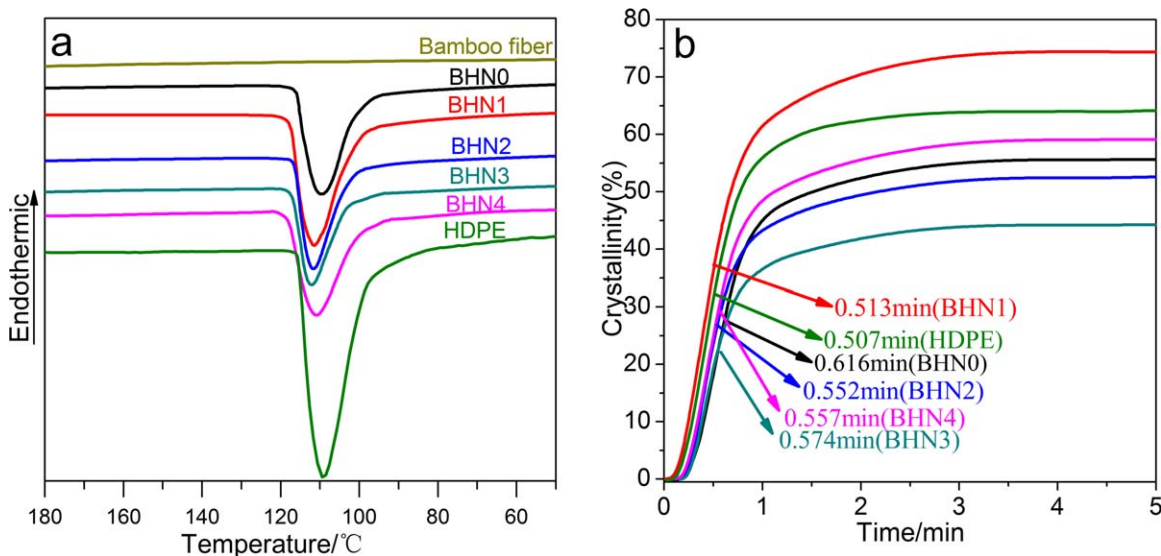 a
Bamboo fiber
BHN0
BHN1
BHN2
BHN3
BHN4
HDPE
Endothermic
180 160 140 120 100 80 60
Temperature/℃
b
80
70
60
50
40
30
20
10
0
Crystallinity(%)
0.513min(BHN1)
0.507min(HDPE)
0.616min(BHN0)
0.552min(BHN2)
0.557min(BHN4)
0.574min(BHN3)
0 1 2 3 4 5
Time/min